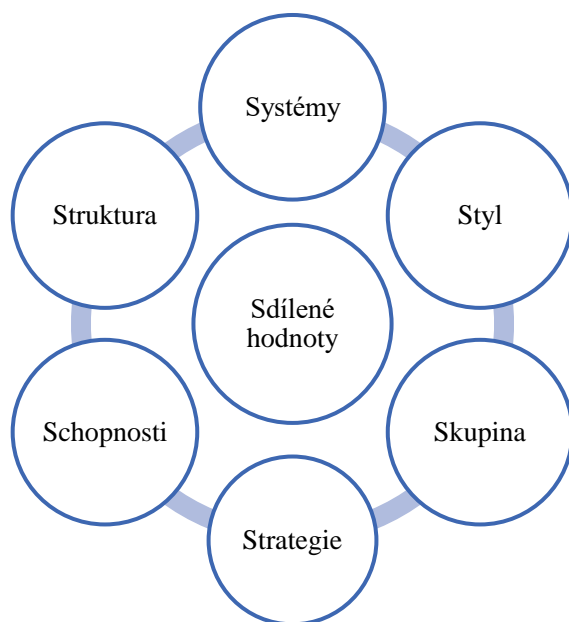 Systémy
Struktura
Styl
Sdílené
hodnoty
Schopnosti
Skupina
Strategie